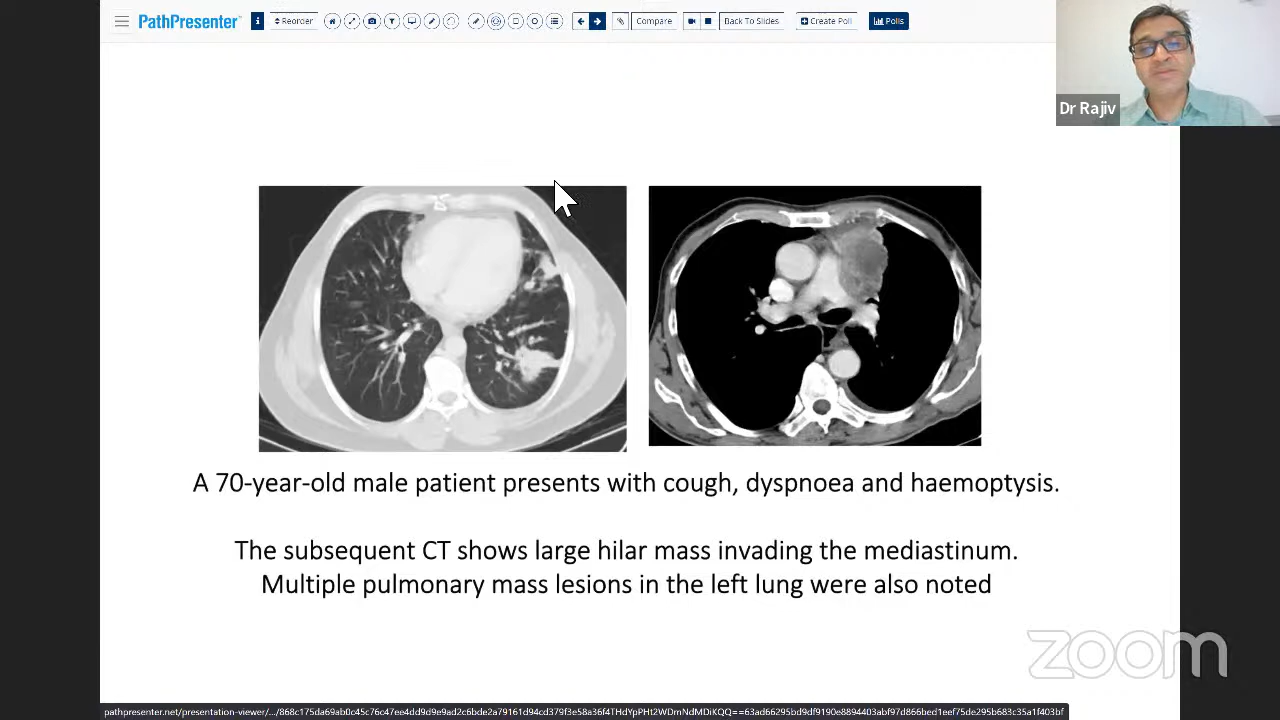 PathPresenter
Reorder
Compare
Back To Slides
Create Poll
Polls
Dr Rajiv
A 70-year-old male patient presents with cough, dyspnoea and haemoptysis.
The subsequent CT shows large hilar mass invading the mediastinum.
Multiple pulmonary mass lesions in the left lung were also noted
zoom